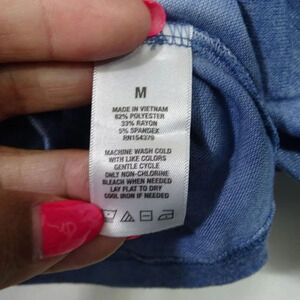 M
MADE IN VIETNAM
62% POLYESTER
33% RAYON
5% SPANDEX
RN154379
MACHINE WASH COLD
WITH LIKE COLORS
GENTLE CYCLE
ONLY NON-CHLORINE
BLEACH WHEN NEEDED
LAY FLAT TO DRY
COOL IRON IF NEEDED